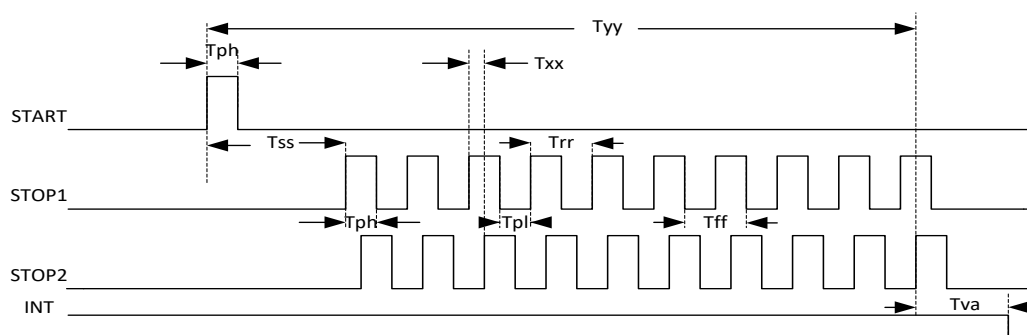 Tyy
Tph
Txx
START
Tss
Trr
STOP1
Tph
Tpl
Tff
STOP2
INT
Tva